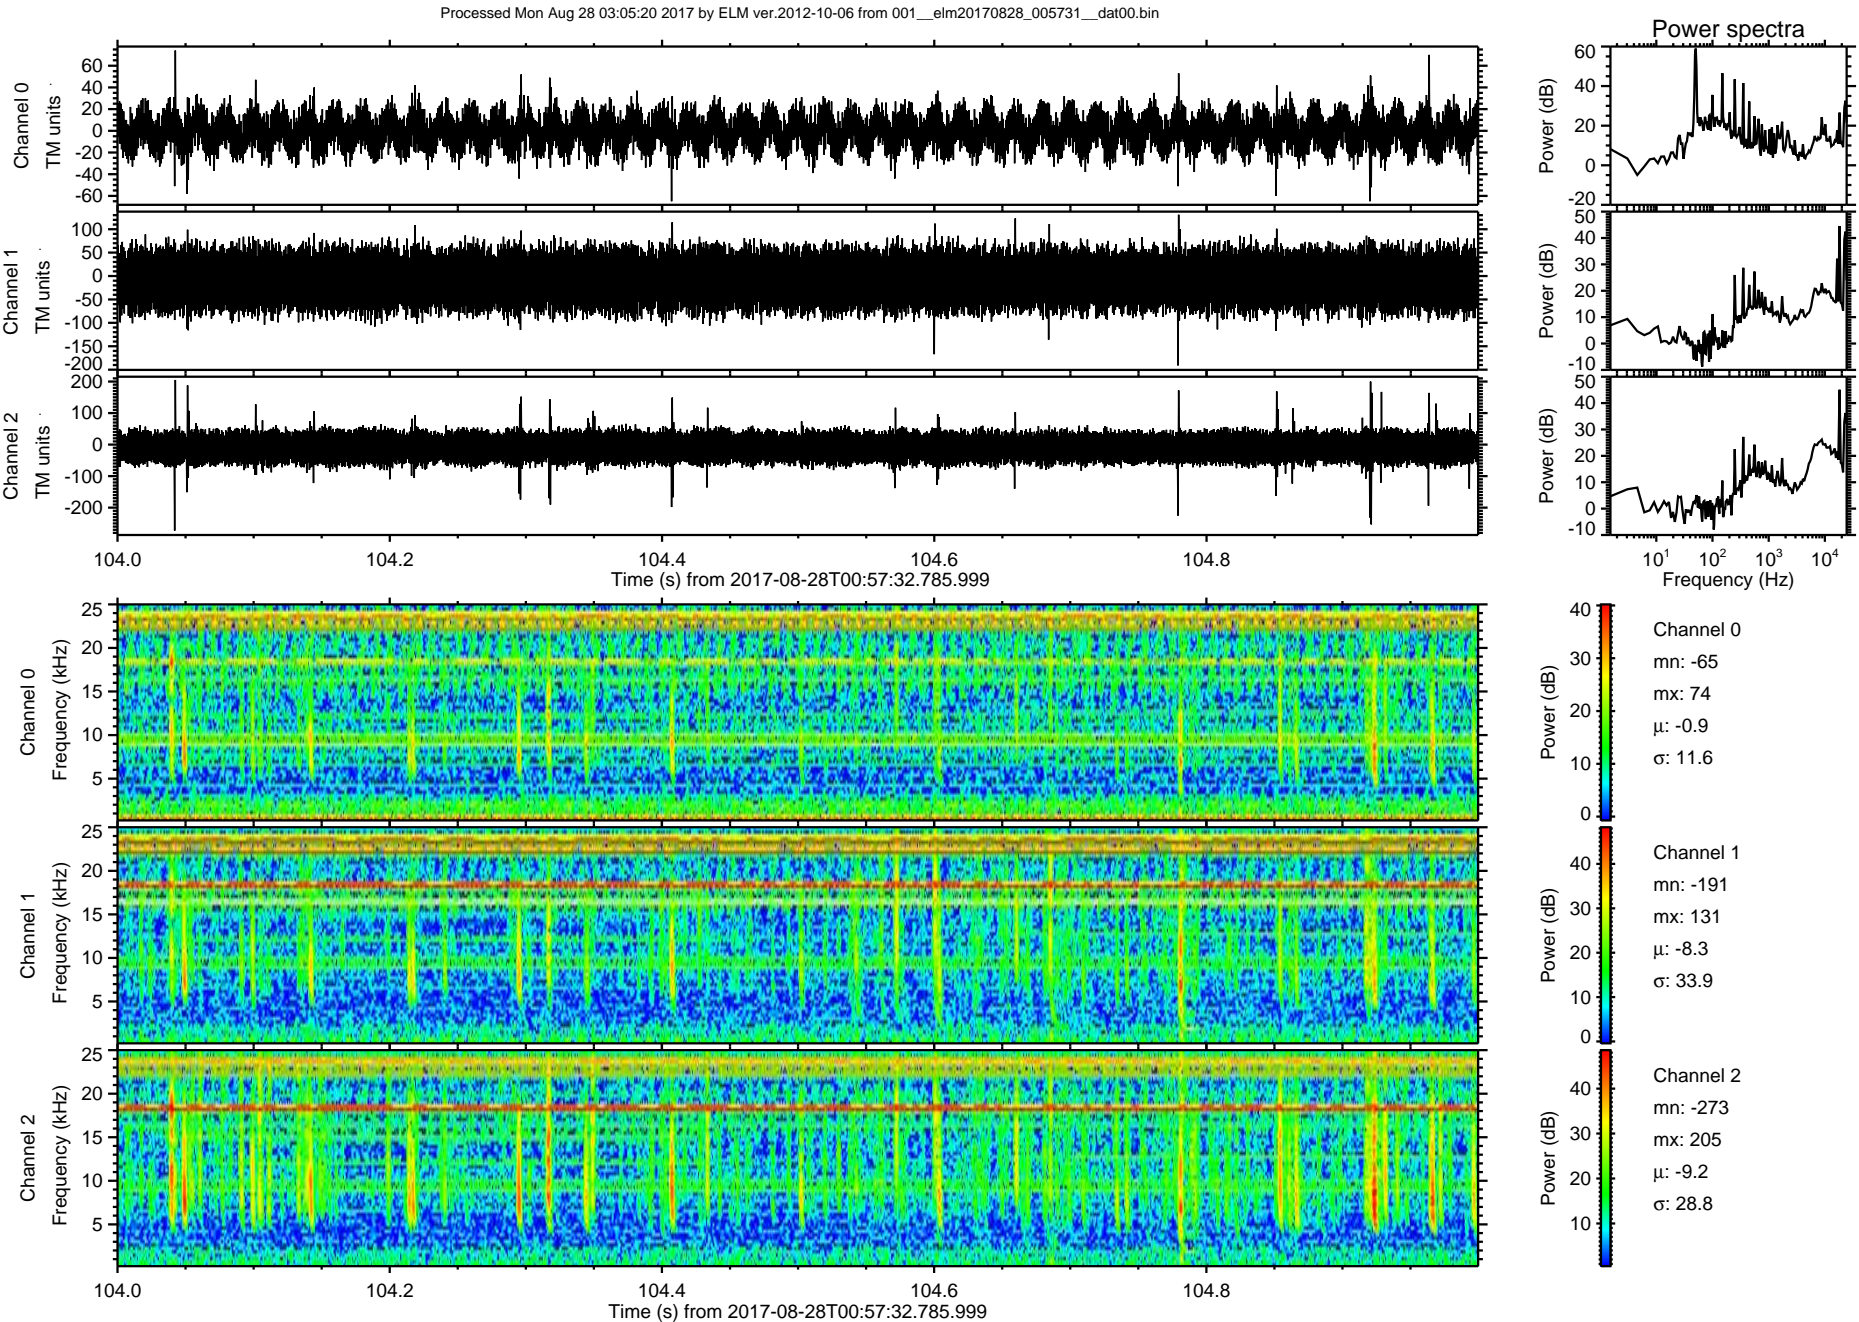 Processed Mon Aug 28 03:05:20 2017 by ELM ver.2012-10-06 from 001__elm20170828_005731__dat00.bin
Power spectra
Channel 0
TM units
60
40
20
0
-20
-40
-60
Power (dB)
60
40
20
0
-20
Channel 1
TM units
100
50
0
-50
-100
-150
-200
Power (dB)
50
40
30
20
10
0
-10
Channel 2
TM units
200
100
0
-100
-200
Power (dB)
50
40
30
20
10
0
-10
104.0 104.2 104.4 104.6 104.8
Time (s) from 2017-08-28T00:57:32.785.999
10^1 10^2 10^3 10^4
Frequency (Hz)
Channel 0
Frequency (kHz)
25
20
15
10
5
Power (dB)
40
30
20
10
0
Channel 0
mn: -65
mx: 74
μ: -0.9
σ: 11.6
Channel 1
Frequency (kHz)
25
20
15
10
5
Power (dB)
40
30
20
10
0
Channel 1
mn: -191
mx: 131
μ: -8.3
σ: 33.9
Channel 2
Frequency (kHz)
25
20
15
10
5
Power (dB)
40
30
20
10
Channel 2
mn: -273
mx: 205
μ: -9.2
σ: 28.8
104.0 104.2 104.4 104.6 104.8
Time (s) from 2017-08-28T00:57:32.785.999